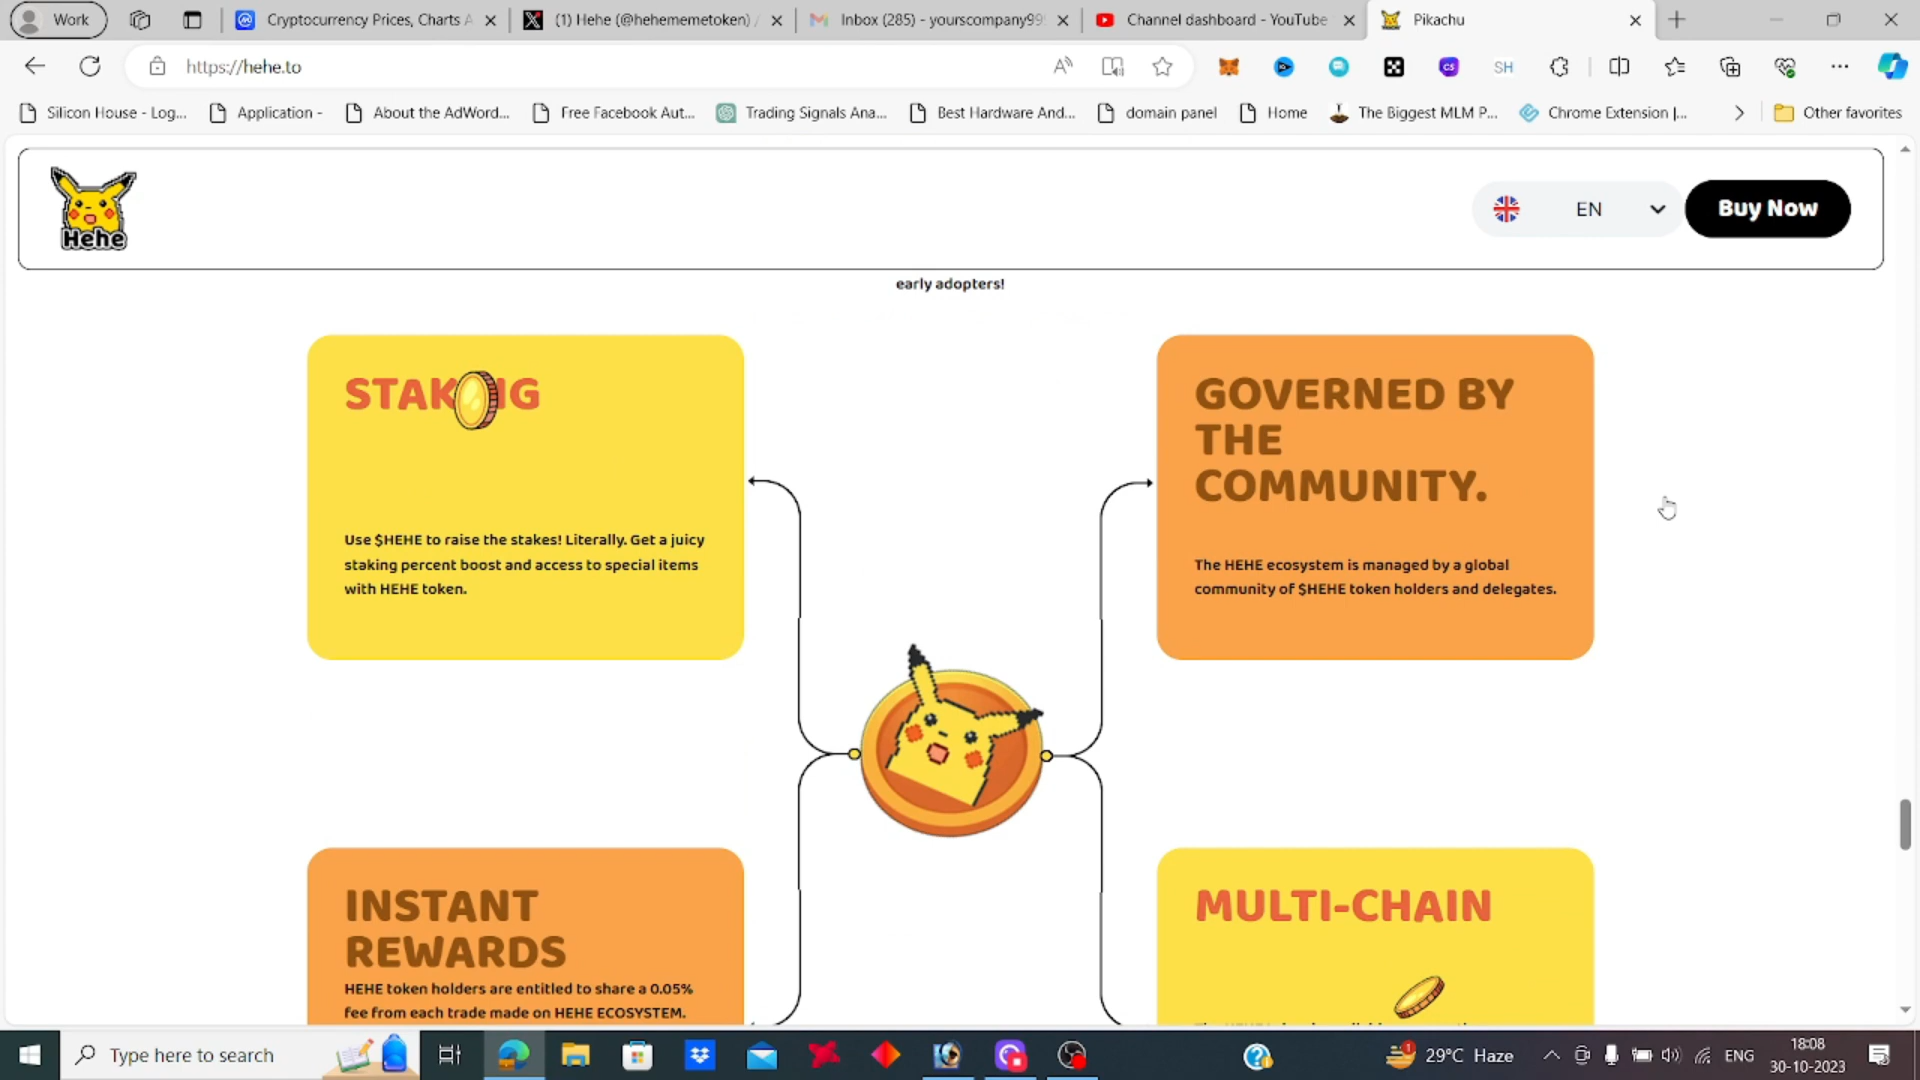 Work
Cryptocurrency Prices, Charts A
(1) Hehe (@hehememetoken) /
Inbox (285) - yourscompany99
Channel dashboard - YouTube
Pikachu
https://hehe.to
SH
Silicon House - Log...
Application -
About the AdWord...
Free Facebook Aut...
Trading Signals Ana...
Best Hardware And...
domain panel
Home
The Biggest MLM P...
Chrome Extension |...
Other favorites
Hehe
EN
Buy Now
early adopters!
STAK NG
Use $HEHE to raise the stakes! Literally. Get a juicy
staking percent boost and access to special items
with HEHE token.
GOVERNED BY
THE
COMMUNITY.
The HEHE ecosystem is managed by a global
community of $HEHE token holders and delegates.
INSTANT
REWARDS
HEHE token holders are entitled to share a 0.05%
fee from each trade made on HEHE ECOSYSTEM.
MULTI-CHAIN
Type here to search
29°C Haze
ENG
18:08
30-10-2023